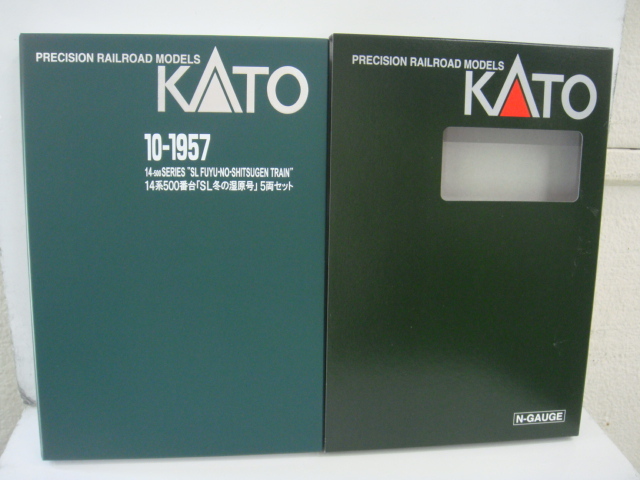 PRECISION RAILROAD MODELS
KATO
10-1957
14-500 SERIES "SL FUYU-NO-SHITSUGEN TRAIN"
14系500番台「SL冬の湿原号」5両セット
PRECISION RAILROAD MODELS
KATO
N-GAUGE